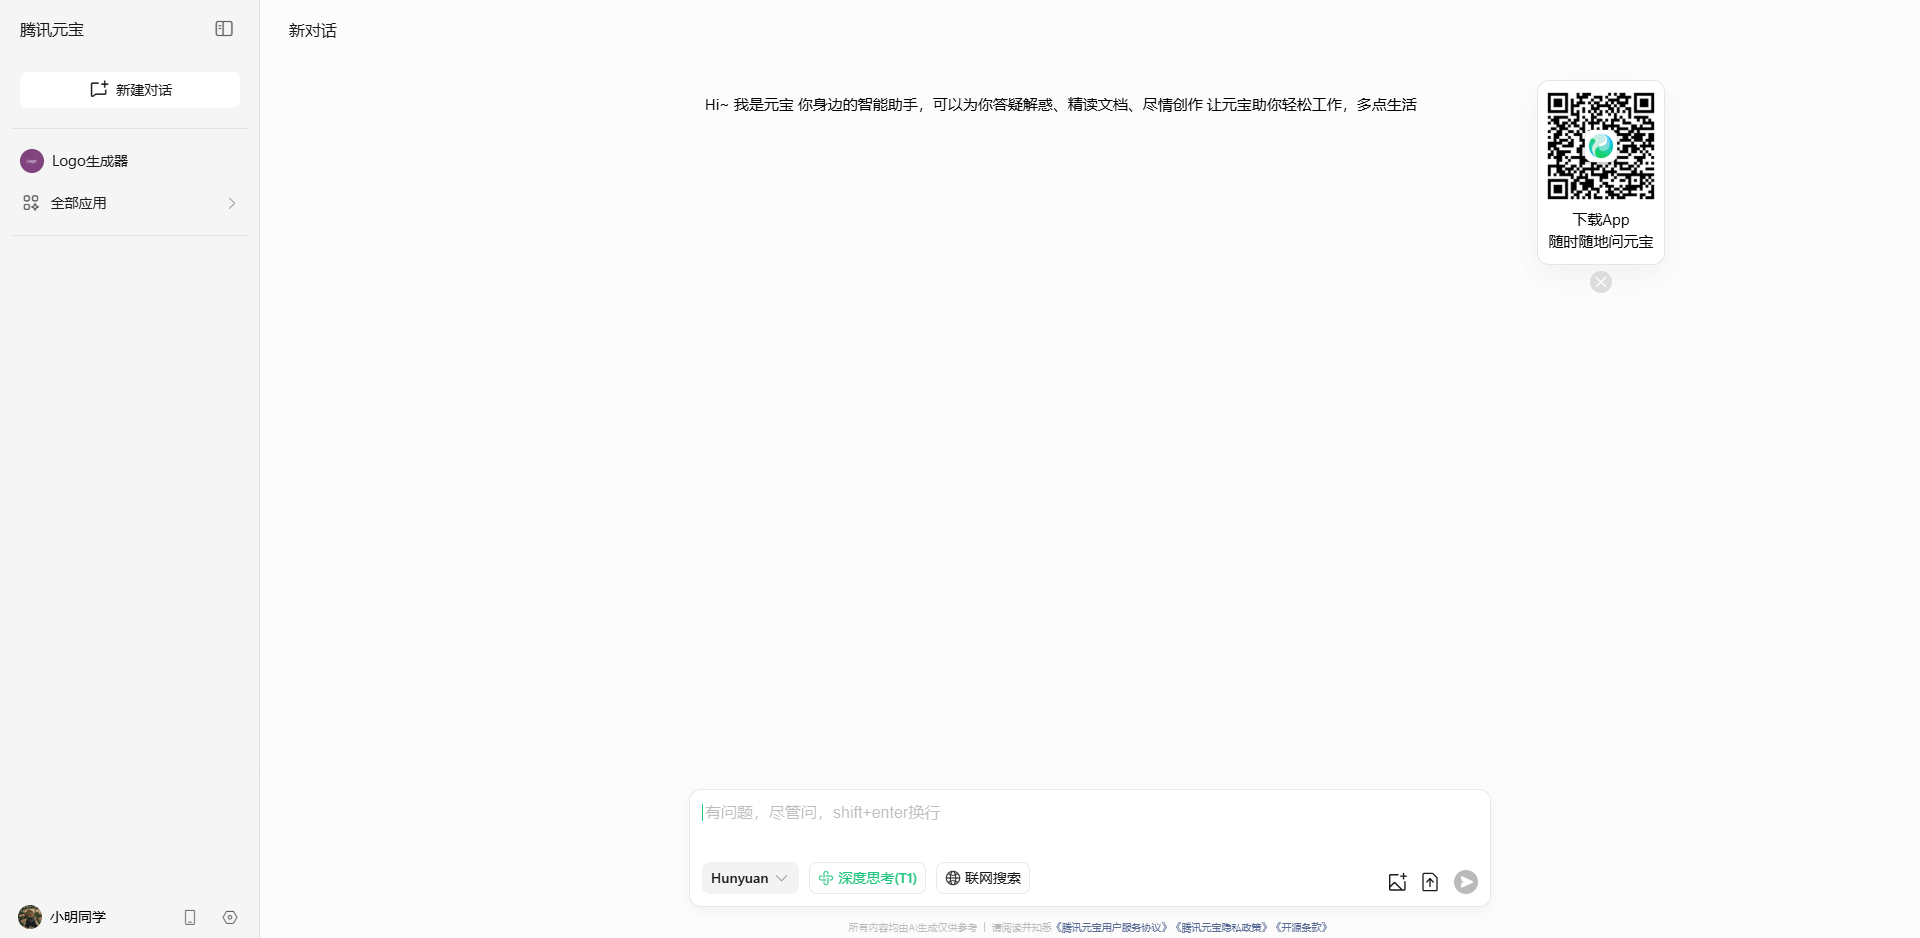 腾讯元宝
新建对话
Logo生成器
全部应用
小明同学
新对话
Hi~ 我是元宝 你身边的智能助手，可以为你答疑解惑、精读文档、尽情创作 让元宝助你轻松工作，多点生活
下载App
随时随地问元宝
有问题，尽管问，shift+enter换行
Hunyuan
深度思考(T1)
联网搜索
所有内容均由AI生成仅供参考 | 请阅读并知悉《腾讯元宝用户服务协议》《腾讯元宝隐私政策》《开源条款》